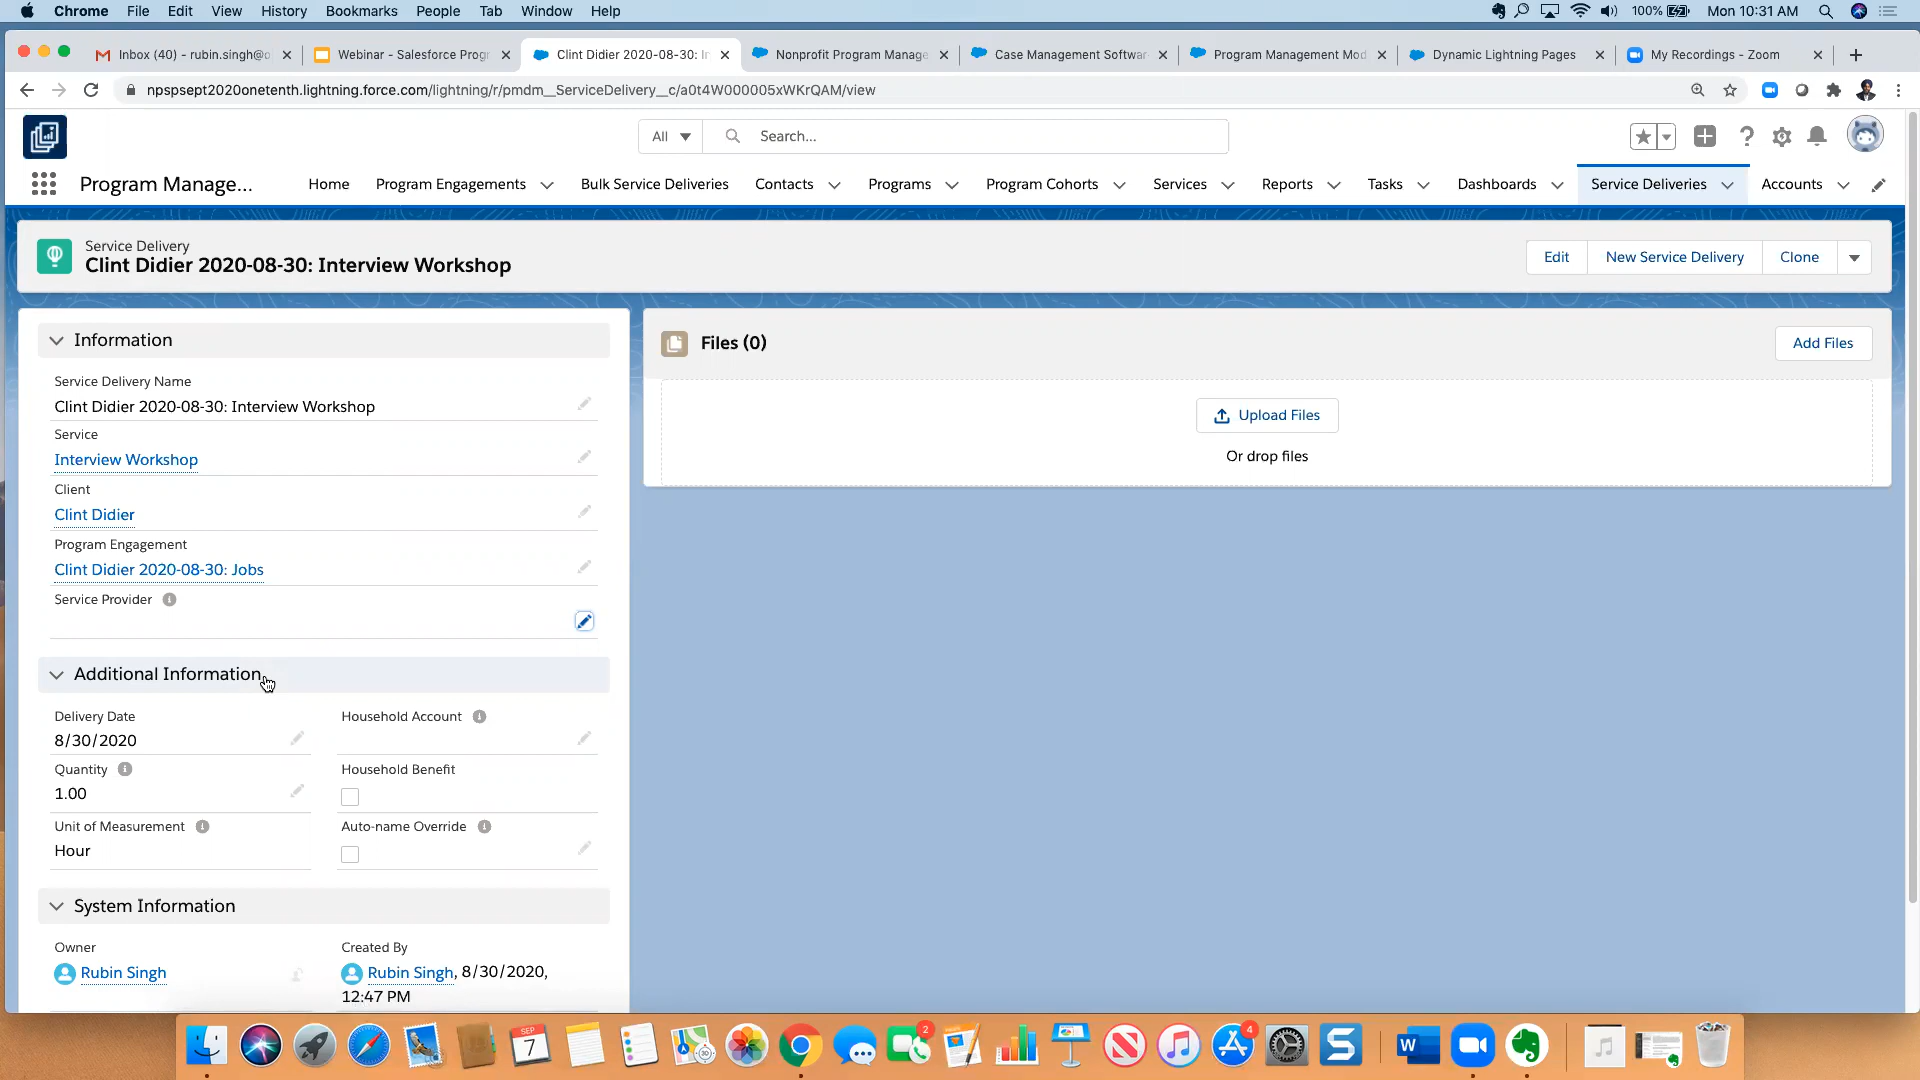 Chrome File Edit View History Bookmarks People Tab Window Help 100% Mon 10:31 AM
Inbox (40) - rubin.singh@o
Webinar - Salesforce Progr
Clint Didier 2020-08-30: In
Nonprofit Program Manage
Case Management Softwar
Program Management Mod
Dynamic Lightning Pages
My Recordings - Zoom
npspsept2020onetenth.lightning.force.com/lightning/r/pmdm__ServiceDelivery__c/a0t4W000005xWKrQAM/view
All Search...
Program Manage... Home Program Engagements Bulk Service Deliveries Contacts Programs Program Cohorts Services Reports Tasks Dashboards Service Deliveries Accounts
Service Delivery
Clint Didier 2020-08-30: Interview Workshop
Edit New Service Delivery Clone
Information
Service Delivery Name
Clint Didier 2020-08-30: Interview Workshop
Service
Interview Workshop
Client
Clint Didier
Program Engagement
Clint Didier 2020-08-30: Jobs
Service Provider
Additional Information
Delivery Date
8/30/2020
Household Account
Quantity
1.00
Household Benefit
Unit of Measurement
Hour
Auto-name Override
System Information
Owner
Rubin Singh
Created By
Rubin Singh, 8/30/2020,
12:47 PM
Files (0)
Add Files
Upload Files
Or drop files
SEP
7
2
4
W
S